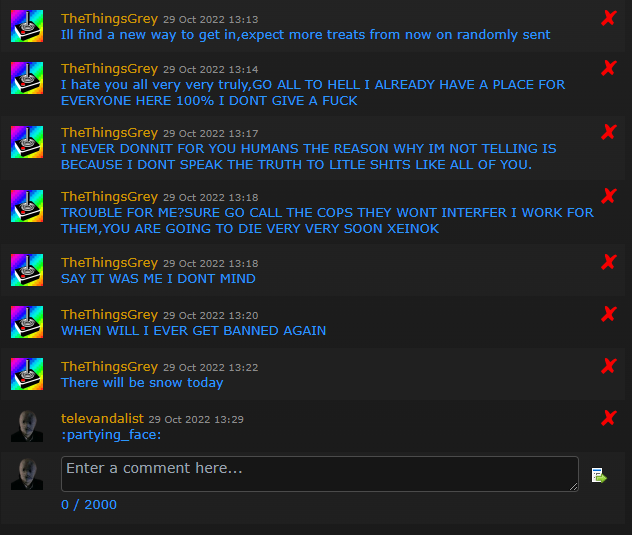 TheThingsGrey 29 Oct 2022 13:13
Ill find a new way to get in,expect more treats from now on randomly sent
TheThingsGrey 29 Oct 2022 13:14
I hate you all very very truly,GO ALL TO HELL I ALREADY HAVE A PLACE FOR
EVERYONE HERE 100% I DONT GIVE A FUCK
TheThingsGrey 29 Oct 2022 13:17
I NEVER DONNIT FOR YOU HUMANS THE REASON WHY IM NOT TELLING IS
BECAUSE I DONT SPEAK THE TRUTH TO LITLE SHITS LIKE ALL OF YOU.
TheThingsGrey 29 Oct 2022 13:18
TROUBLE FOR ME?SURE GO CALL THE COPS THEY WONT INTERFER I WORK FOR
THEM,YOU ARE GOING TO DIE VERY VERY SOON XEINOK
TheThingsGrey 29 Oct 2022 13:18
SAY IT WAS ME I DONT MIND
TheThingsGrey 29 Oct 2022 13:20
WHEN WILL I EVER GET BANNED AGAIN
TheThingsGrey 29 Oct 2022 13:22
There will be snow today
televandalist 29 Oct 2022 13:29
:partying_face:
Enter a comment here...
0 / 2000